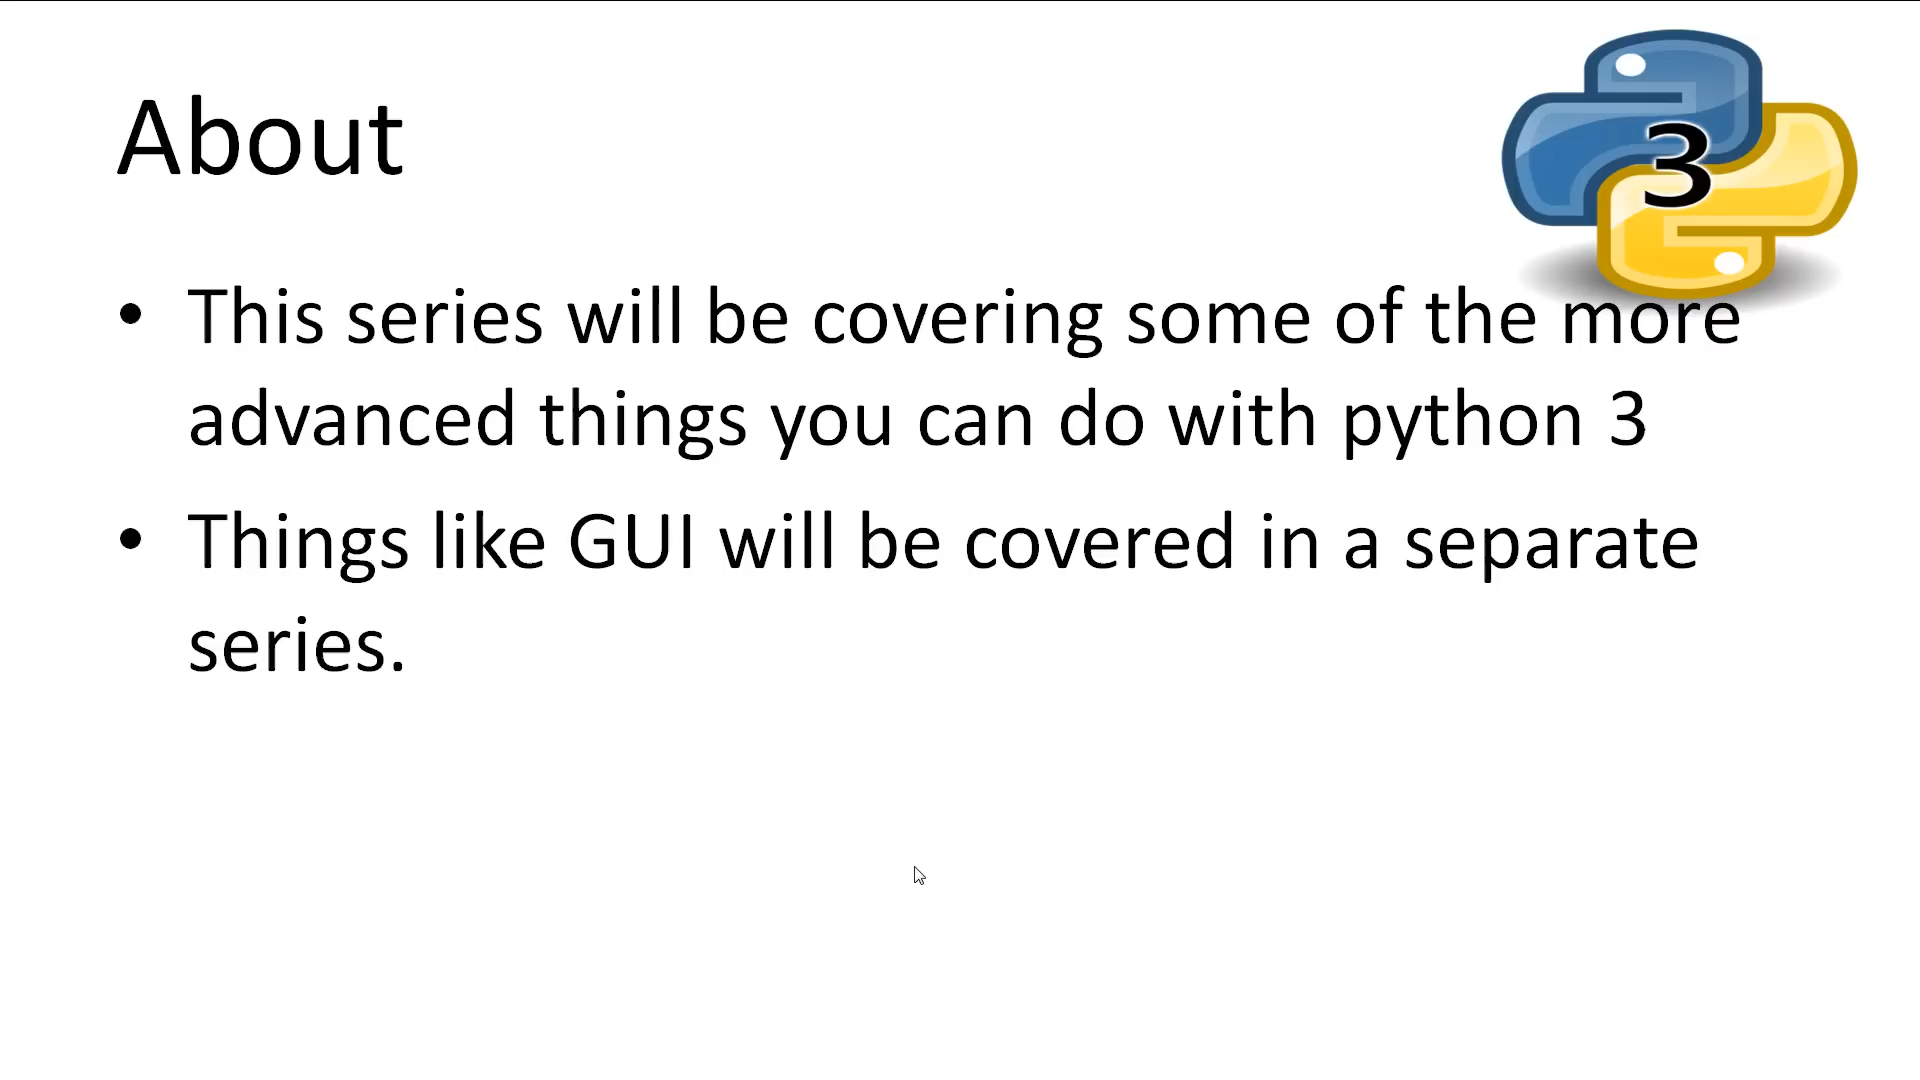 About
3
• This series will be covering some of the more
advanced things you can do with python 3
• Things like GUI will be covered in a separate
series.